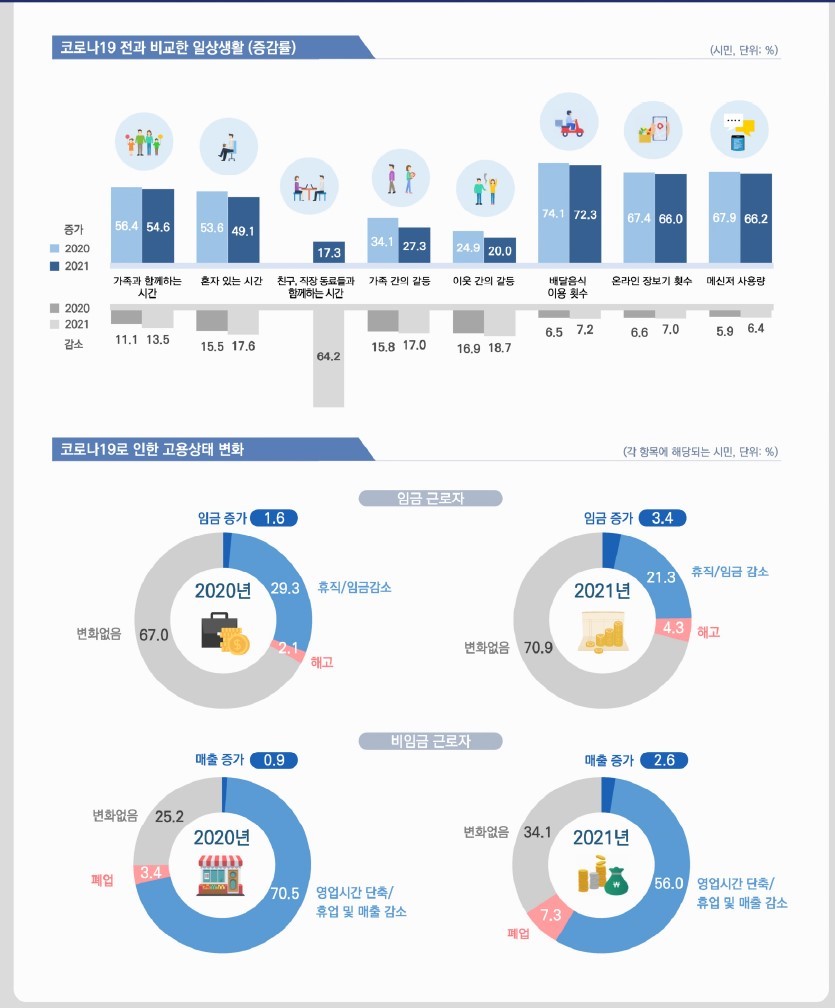 코로나19 전과 비교한 일상생활 (증감률)
(시민, 단위: %)
증가
2020
2021
56.4 54.6
53.6 49.1
17.3
34.1 27.3
24.9 20.0
74.1 72.3
67.4 66.0
67.9 66.2
가족과 함께하는
시간
혼자 있는 시간
친구, 직장 동료들과
함께하는 시간
가족 간의 갈등
이웃 간의 갈등
배달음식
이용 횟수
온라인 장보기 횟수
메신저 사용량
2020
2021
감소
11.1 13.5
15.5 17.6
64.2
15.8 17.0
16.9 18.7
6.5 7.2
6.6 7.0
5.9 6.4
코로나19로 인한 고용상태 변화
(각 항목에 해당되는 시민, 단위: %)
임금 근로자
임금 증가 1.6
2020년
29.3
휴직/임금감소
변화없음
67.0
2.1
해고
임금 증가 3.4
2021년
21.3
휴직/임금 감소
4.3
해고
변화없음
70.9
비임금 근로자
매출 증가 0.9
변화없음
25.2
2020년
폐업
3.4
70.5
영업시간 단축/
휴업 및 매출 감소
매출 증가 2.6
변화없음
34.1
2021년
56.0
영업시간 단축/
휴업 및 매출 감소
7.3
폐업